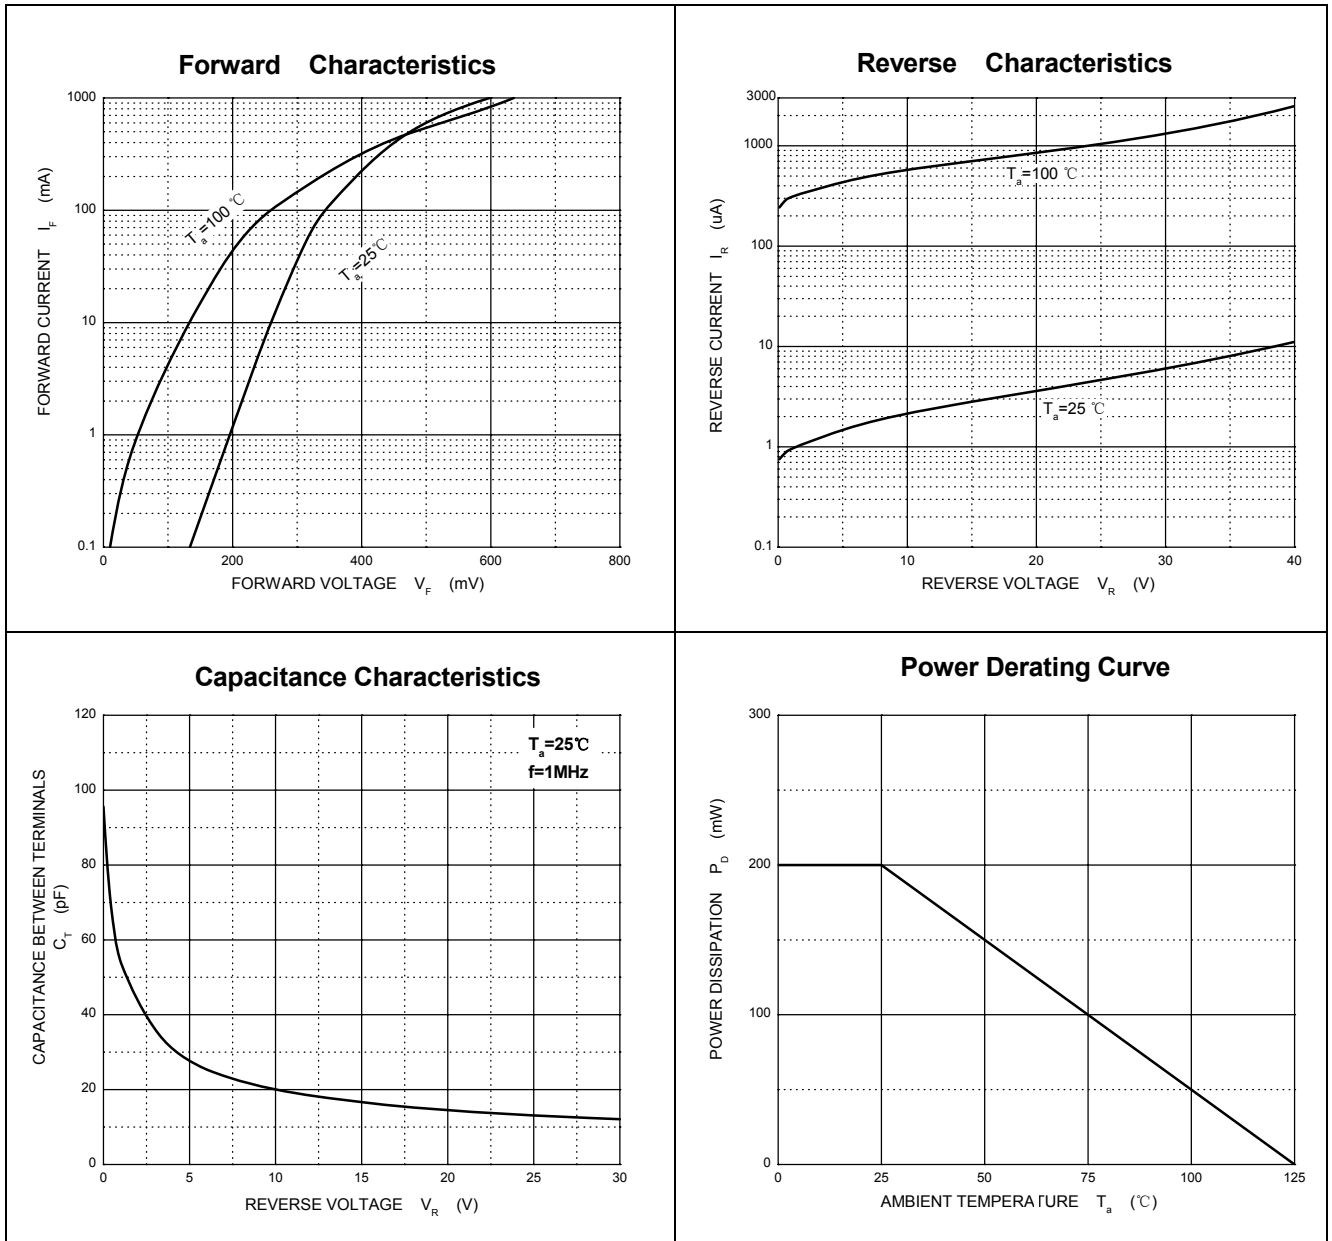 Forward Characteristics
1000
100
10
1
0.1
0
200
400
600
800
FORWARD CURRENT I_F (mA)
FORWARD VOLTAGE V_F (mV)
T_a=100 ℃
T_a=25℃
Reverse Characteristics
3000
1000
100
10
1
0.1
0
10
20
30
40
REVERSE CURRENT I_R (uA)
REVERSE VOLTAGE V_R (V)
T_a=100 ℃
T_a=25 ℃
Capacitance Characteristics
120
100
80
60
40
20
0
0
5
10
15
20
25
30
CAPACITANCE BETWEEN TERMINALS
C_T (pF)
REVERSE VOLTAGE V_R (V)
T_a=25℃
f=1MHz
Power Derating Curve
300
200
100
0
0
25
50
75
100
125
POWER DISSIPATION P_D (mW)
AMBIENT TEMPERATURE T_a (℃)